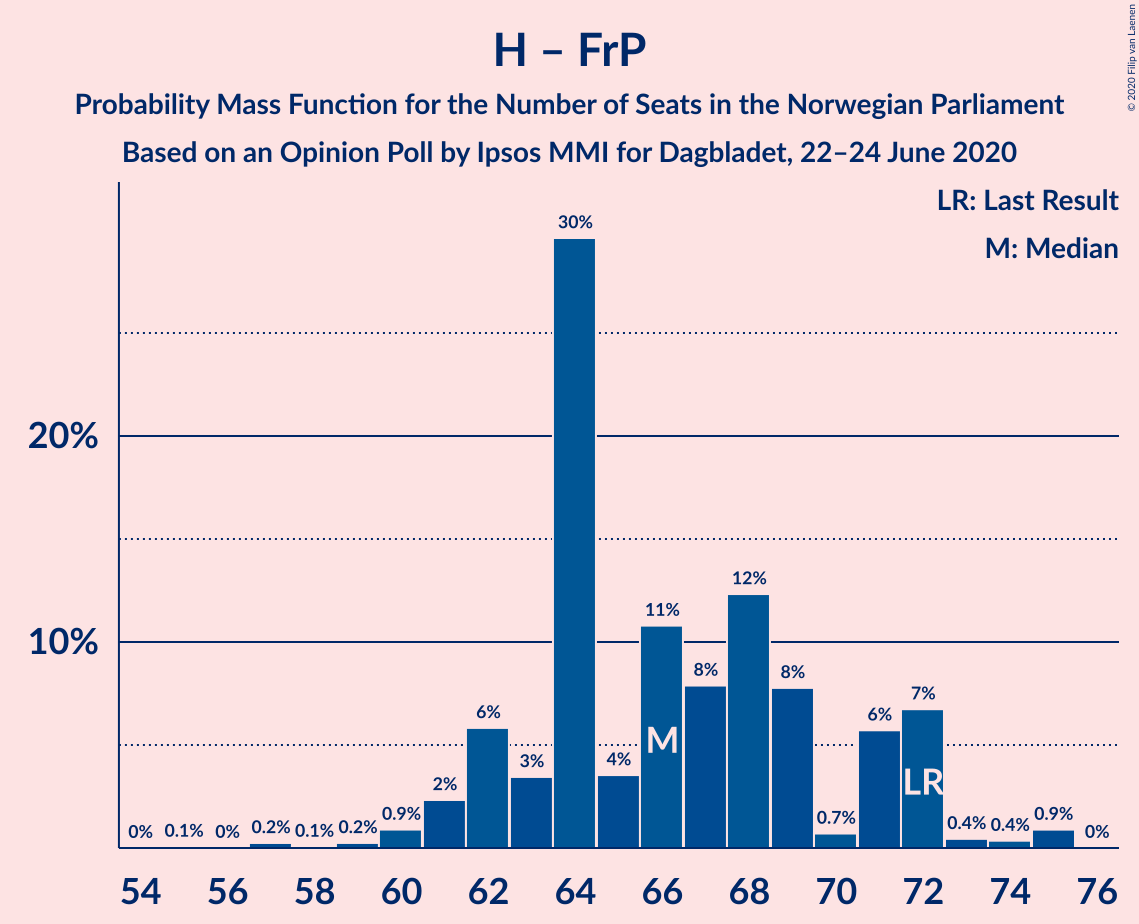 H – FrP
Probability Mass Function for the Number of Seats in the Norwegian Parliament
Based on an Opinion Poll by Ipsos MMI for Dagbladet, 22–24 June 2020
© 2020 Filip van Laenen
LR: Last Result
M: Median
20%
10%
0% 0.1% 0% 0.2% 0.1% 0.2% 0.9% 2% 6% 3% 30% 4% 11% 8% 12% 8% 0.7% 6% 7% 0.4% 0.4% 0.9% 0%
M
LR
54 56 58 60 62 64 66 68 70 72 74 76